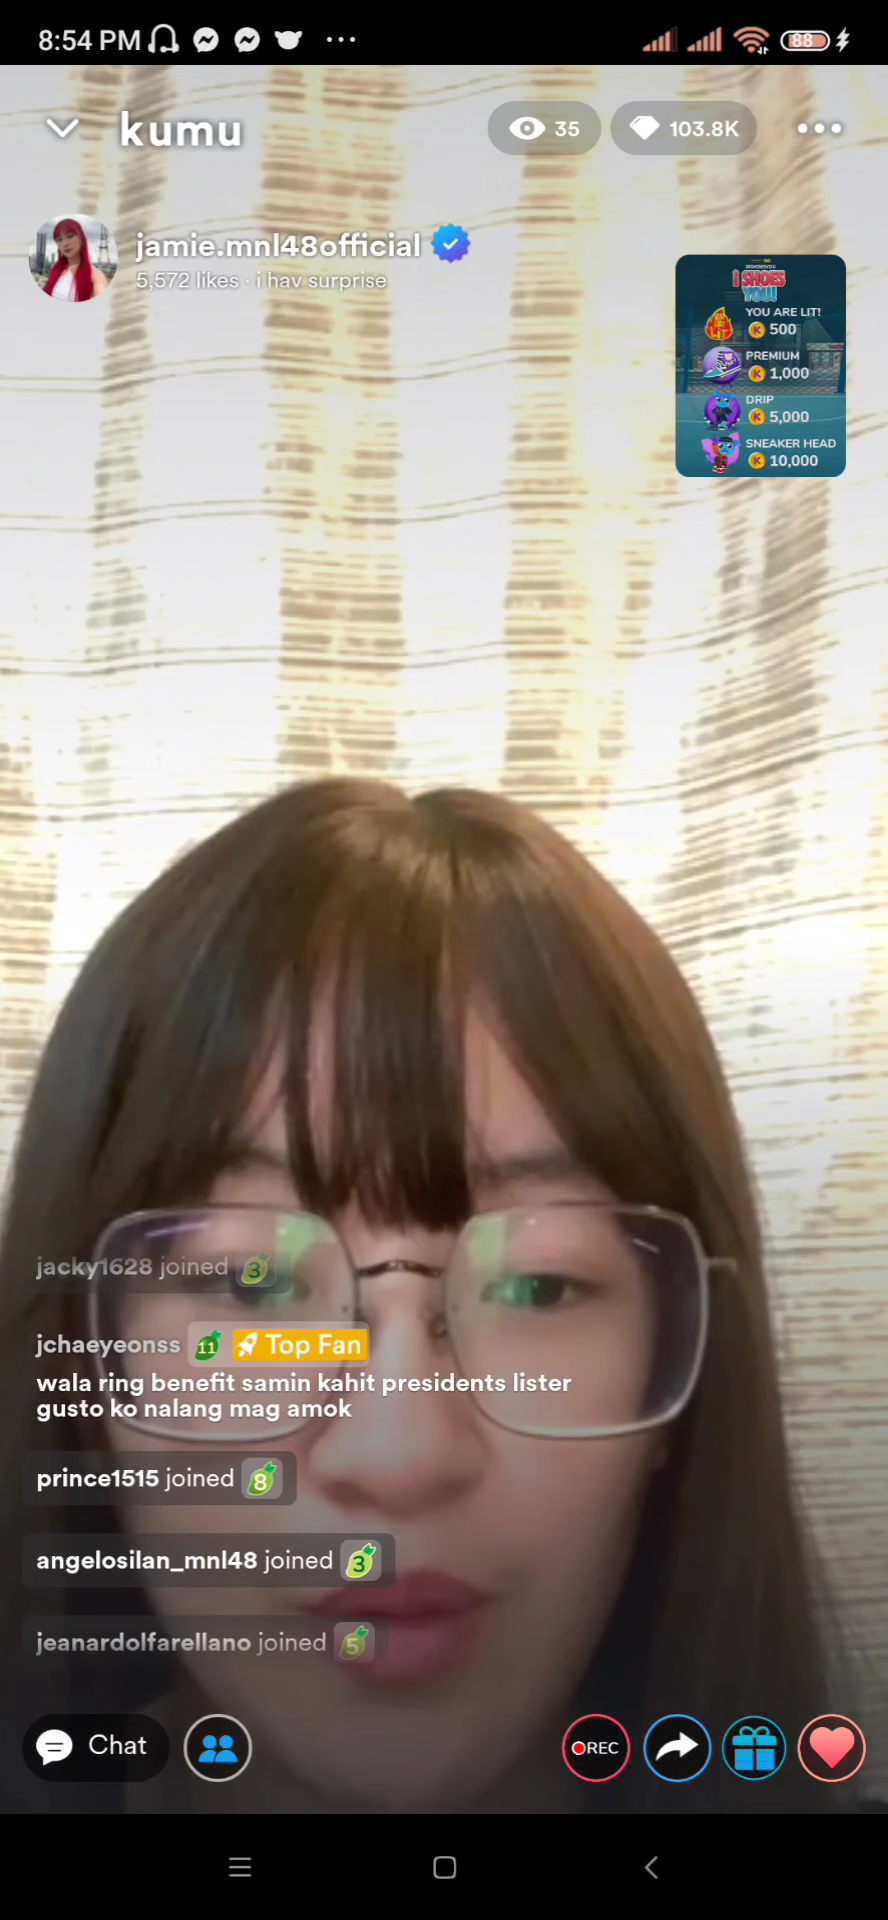 8:54 PM
88
kumu
35
103.8K
jamie.mnl48official
5,572 likes · i hav surprise
I SHOES
YOU!
YOU ARE LIT!
500
PREMIUM
1,000
DRIP
5,000
SNEAKER HEAD
10,000
jacky1628 joined 3
jchaeyeonss 11 Top Fan
wala ring benefit samin kahit presidents lister
gusto ko nalang mag amok
prince1515 joined 8
angelosilan_mnl48 joined 3
jeanardolfarellano joined 5
Chat
REC